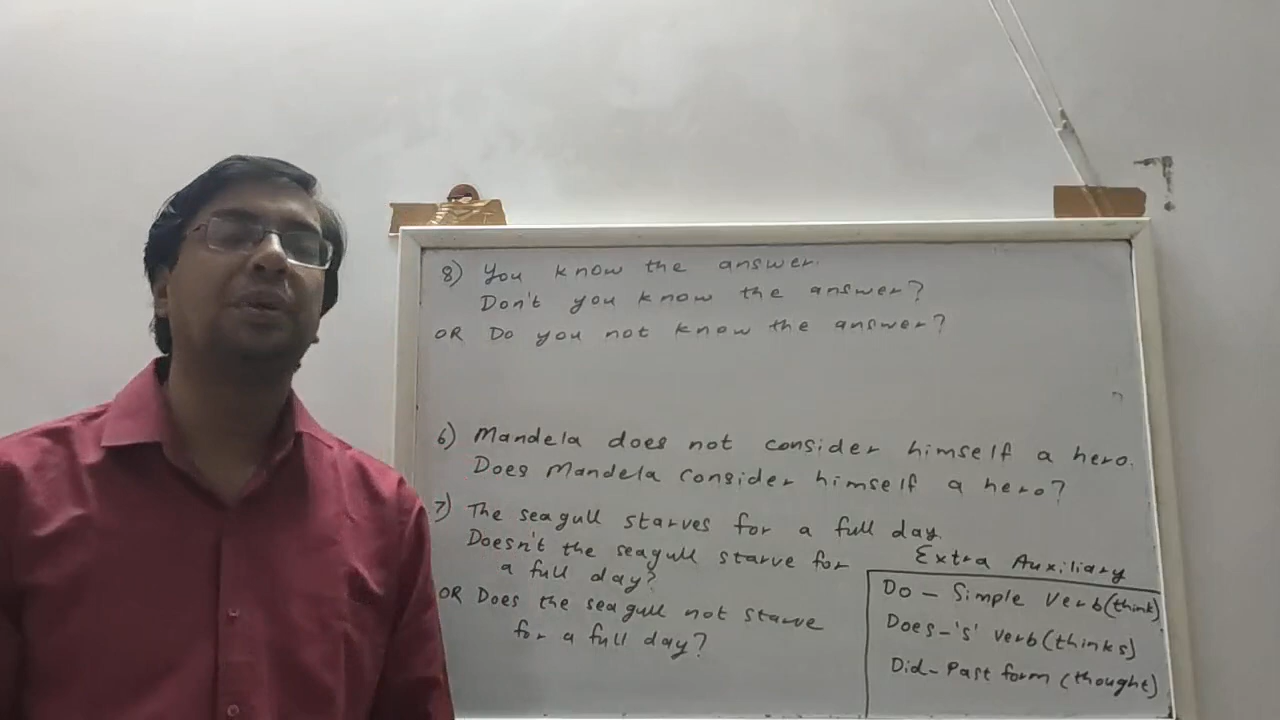 8) You know the answer.
Don't you know the answer?
OR Do you not know the answer?
6) Mandela does not consider himself a hero.
Does Mandela consider himself a hero?
7) The seagull starves for a full day.
Doesn't the seagull starve for
a full day?
OR Does the seagull not starve
for a full day?
Extra Auxiliary
Do - Simple Verb (think)
Does - 's' verb (thinks)
Did - Past form (thought)